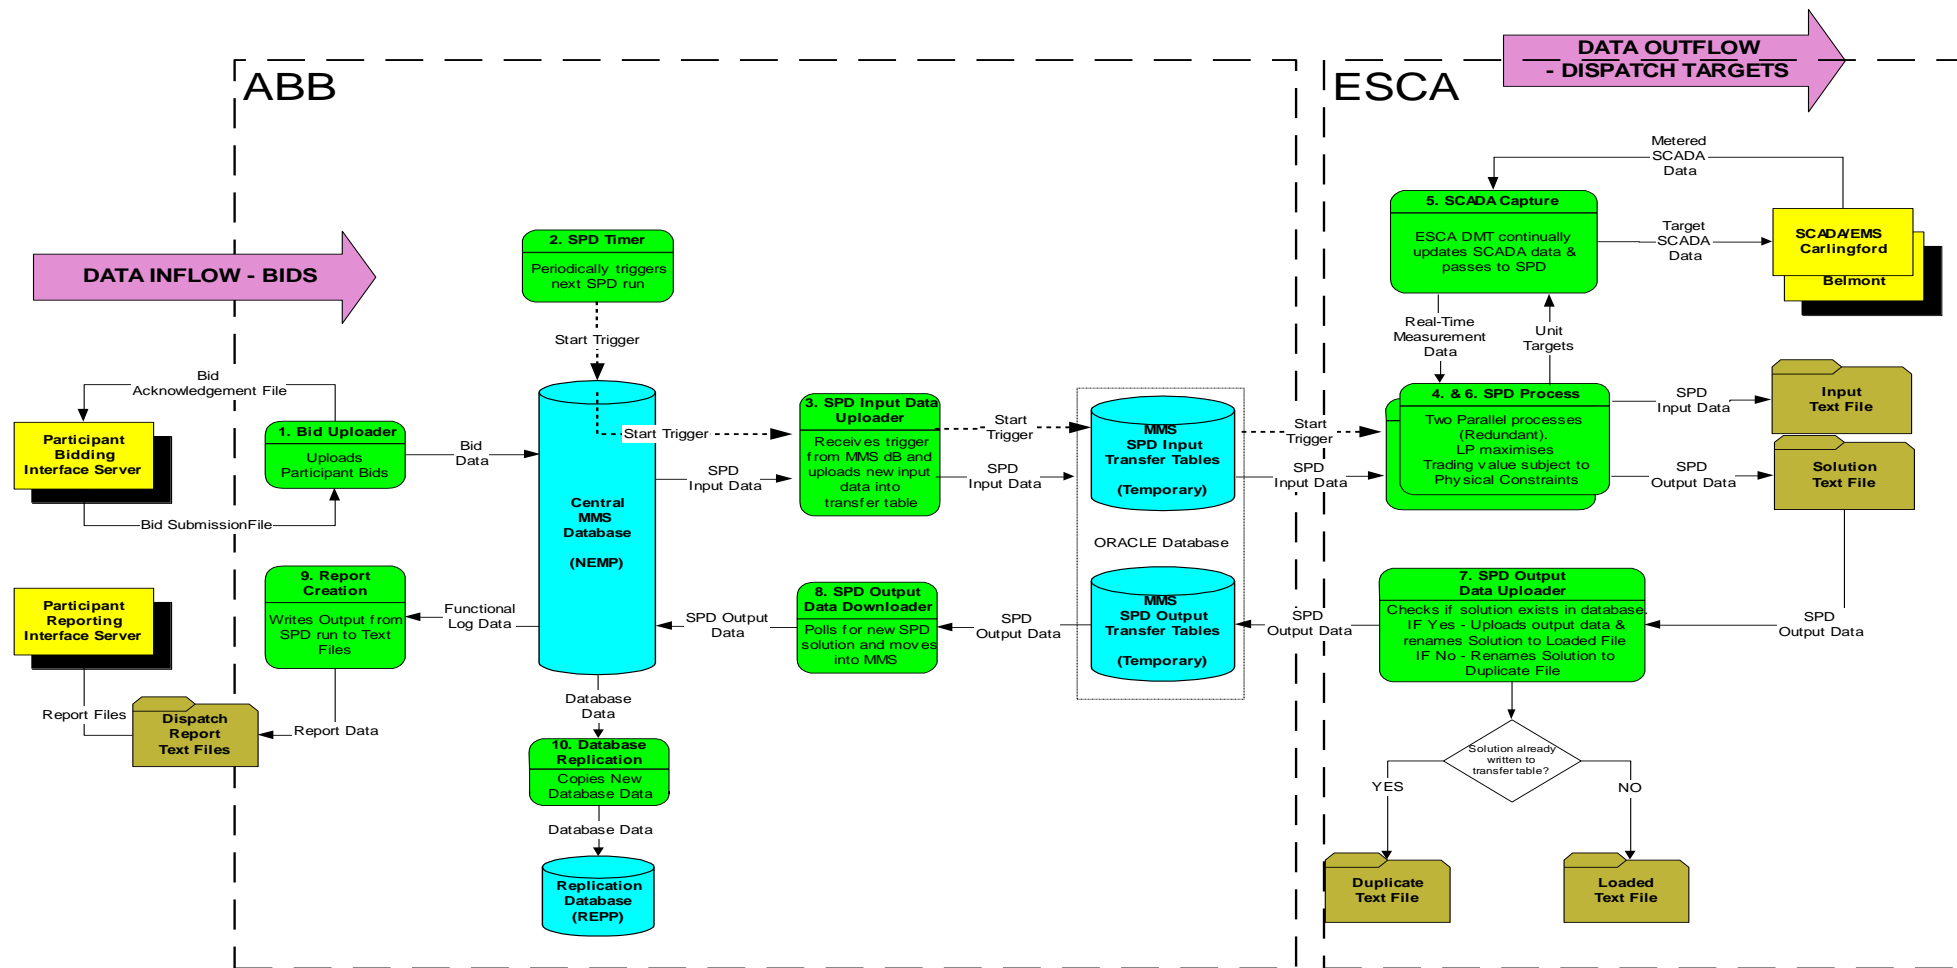 DATA OUTFLOW
- DISPATCH TARGETS
ABB
ESCA
Metered
SCADA
Data
5. SCADA Capture
ESCA DMT continually
updates SCADA data &
passes to SPD
Target
SCADA
Data
SCADA/EMS
Carlingford
Belmont
2. SPD Timer
Periodically triggers
next SPD run
DATA INFLOW - BIDS
Start Trigger
Real-Time
Measurement
Data
Unit
Targets
Bid
Acknowledgement File
Participant
Bidding
Interface Server
1. Bid Uploader
Uploads
Participant Bids
Bid
Data
Bid SubmissionFile
Central
MMS
Database
(NEMP)
Start Trigger
SPD
Input Data
3. SPD Input Data
Uploader
Receives trigger
from MMS dB and
uploads new input
data into
transfer table
Start
Trigger
SPD
Input Data
MMS
SPD Input
Transfer Tables
(Temporary)
Start
Trigger
SPD
Input Data
4. & 6. SPD Process
Two Parallel processes
(Redundant).
LP maximises
Trading value subject to
Physical Constraints
SPD
Input Data
Input
Text File
SPD
Output Data
Solution
Text File
ORACLE Database
9. Report
Creation
Writes Output from
SPD run to Text
Files
Functional
Log Data
SPD Output
Data
8. SPD Output
Data Downloader
Polls for new SPD
solution and moves
into MMS
SPD
Output Data
MMS
SPD Output
Transfer Tables
(Temporary)
SPD
Output Data
7. SPD Output
Data Uploader
Checks if solution exists in database.
IF Yes - Uploads output data &
renames Solution to Loaded File
IF No - Renames Solution to
Duplicate File
SPD
Output Data
Participant
Reporting
Interface Server
Report Files
Dispatch
Report
Text Files
Report Data
Database
Data
10. Database
Replication
Copies New
Database Data
Database Data
Replication
Database
(REPP)
Solution already
written to
transfer table?
YES
NO
Duplicate
Text File
Loaded
Text File